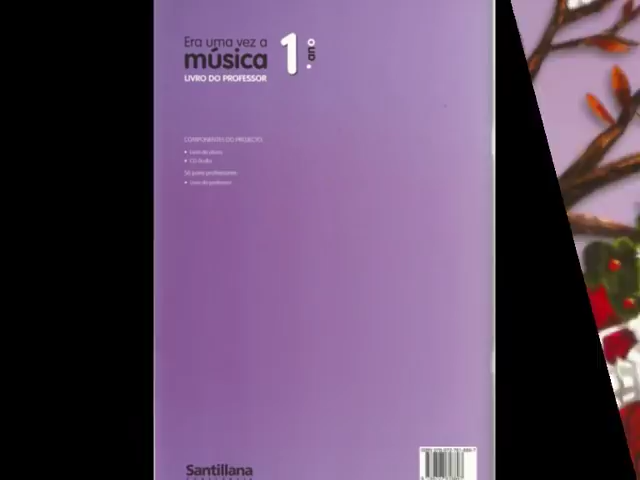 Era uma vez a
música 1.º ano
LIVRO DO PROFESSOR
COMPONENTES DO PROJECTO
• Livro do aluno
• CD Áudio
Só para professores
• Livro do professor
Santillana